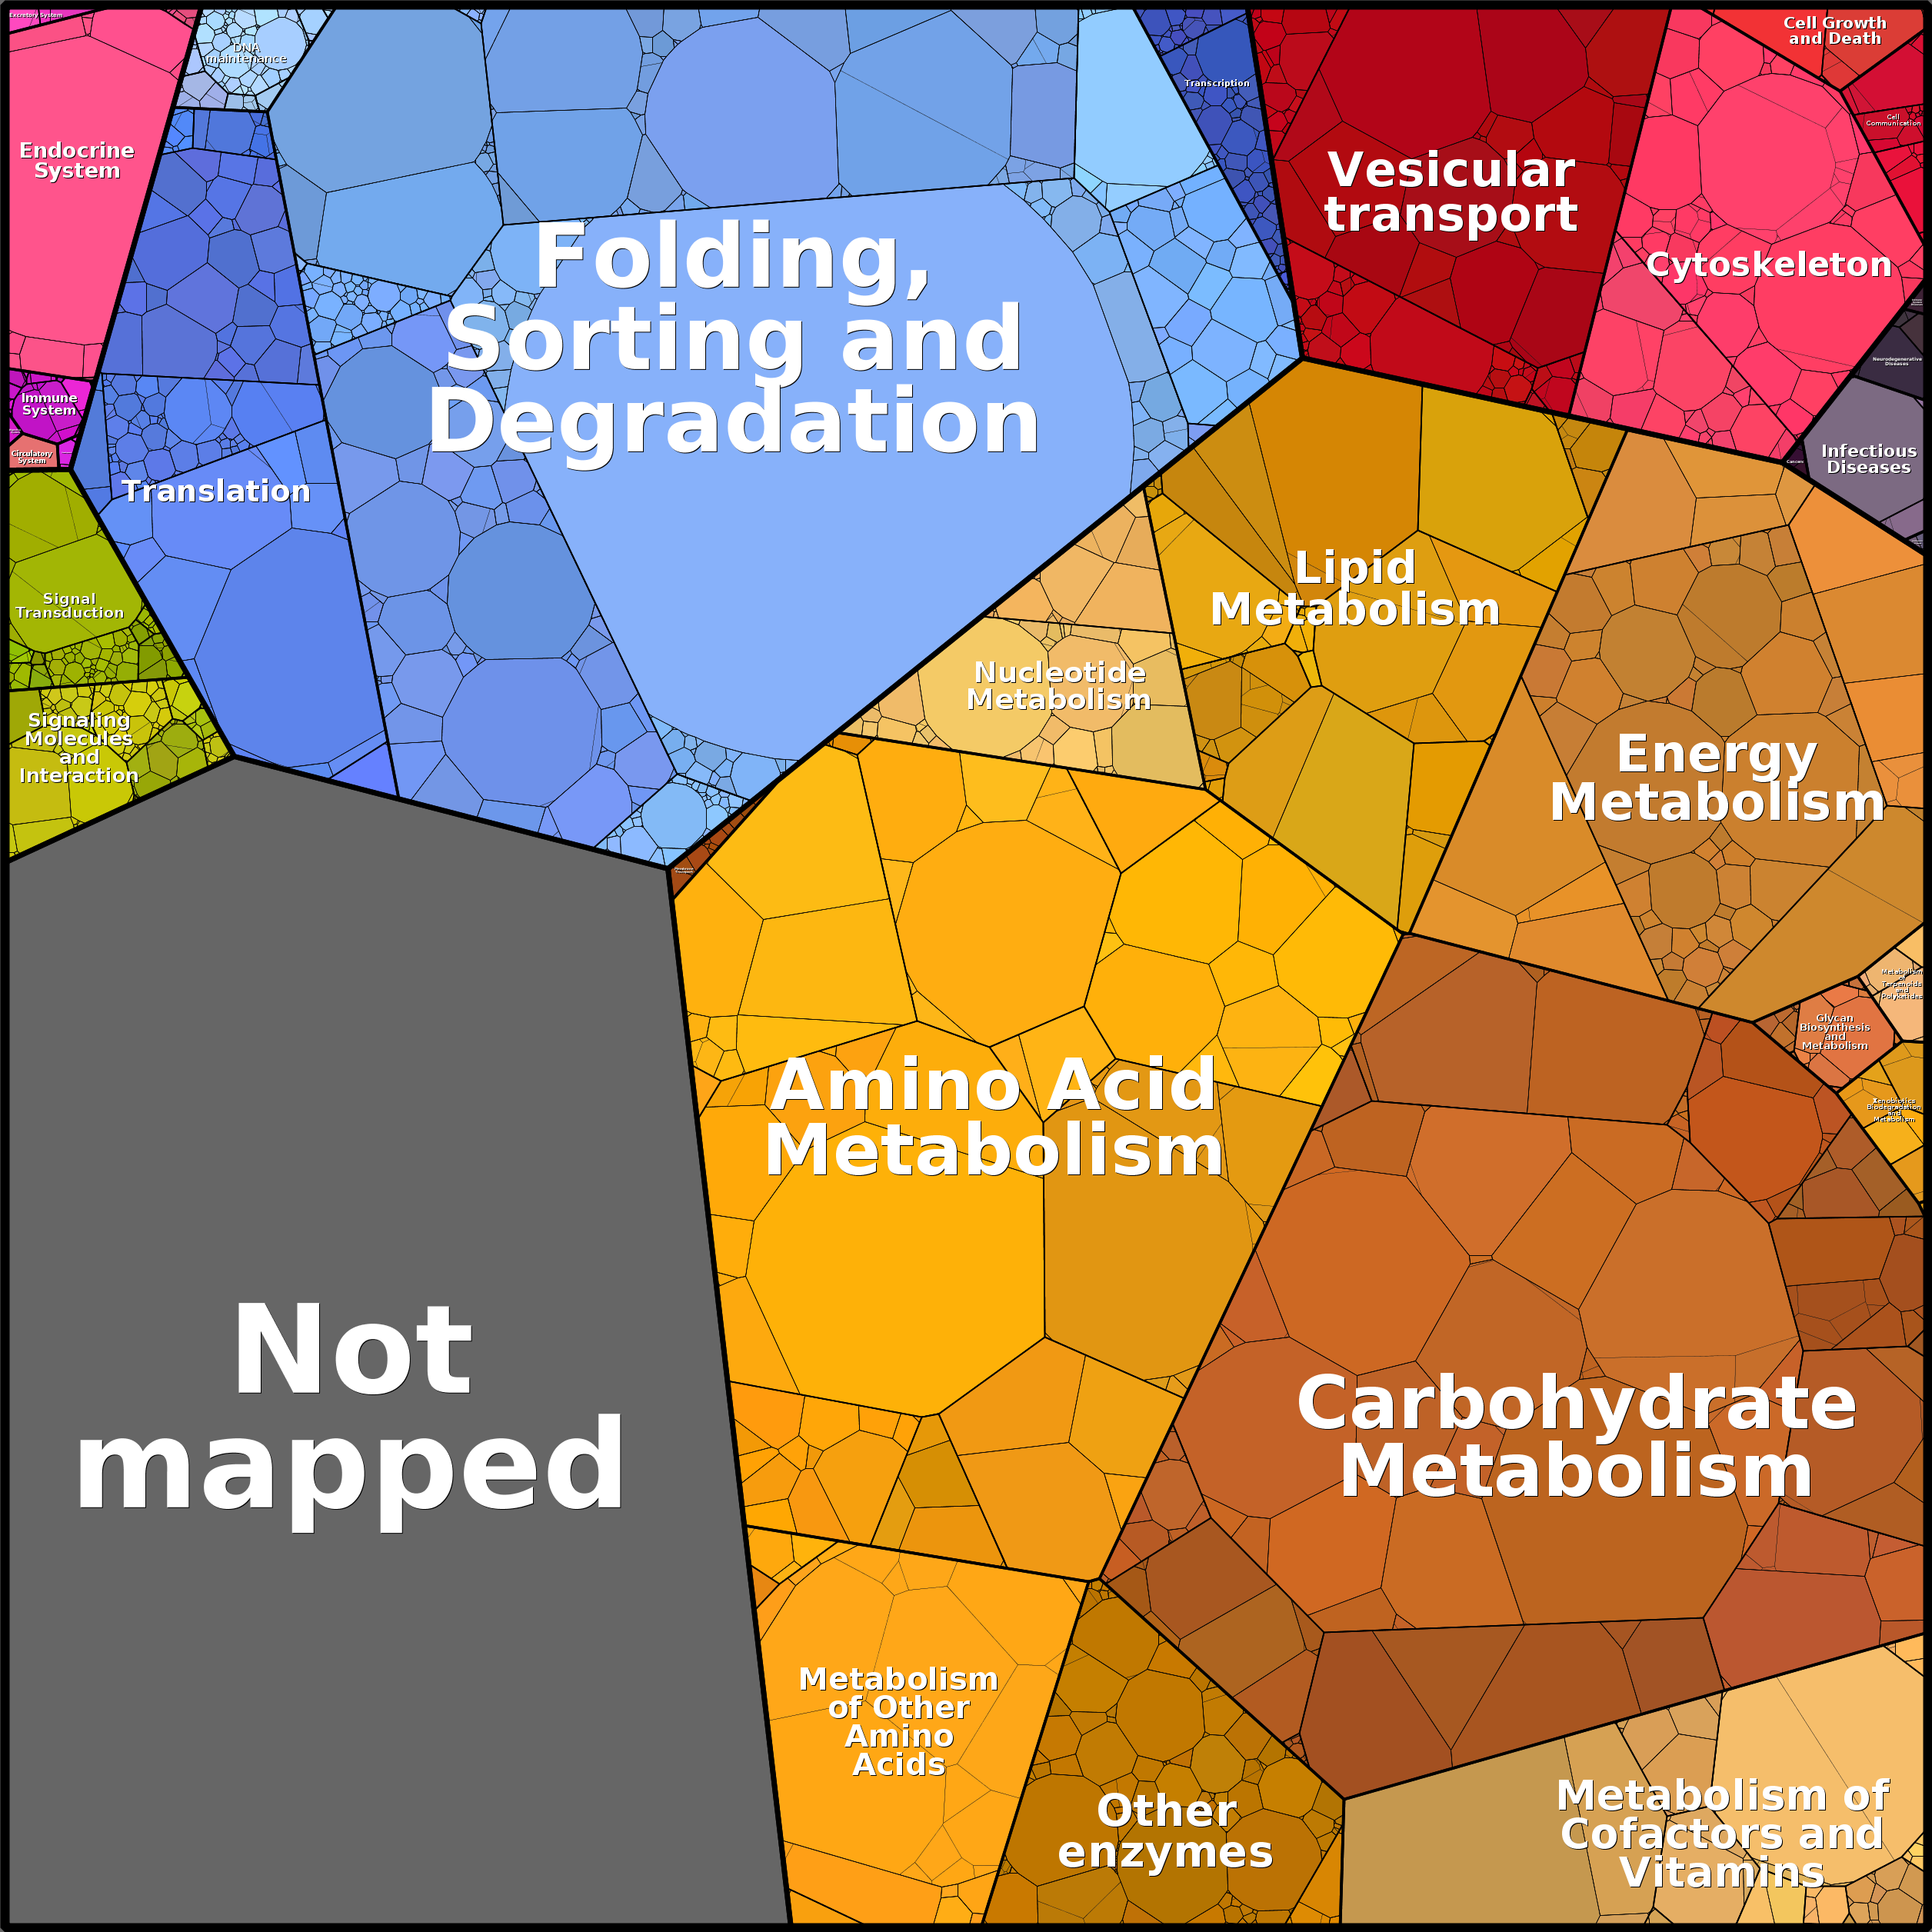 Excretory System
DNA
maintenance
Endocrine
System
Transcription
Cell Growth
and Death
Cell
Communication
Vesicular
transport
Cytoskeleton
Folding,
Sorting and
Degradation
Neurodegenerative
Diseases
Immune
System
Circulatory
System
Infectious
Diseases
Cancers
Translation
Signal
Transduction
Lipid
Metabolism
Nucleotide
Metabolism
Signaling
Molecules
and
Interaction
Energy
Metabolism
Metabolism
of
Terpenoids
and
Polyketides
Glycan
Biosynthesis
and
Metabolism
Xenobiotics
Biodegradation
and
Metabolism
Amino Acid
Metabolism
Not
mapped
Carbohydrate
Metabolism
Metabolism
of Other
Amino
Acids
Other
enzymes
Metabolism of
Cofactors and
Vitamins